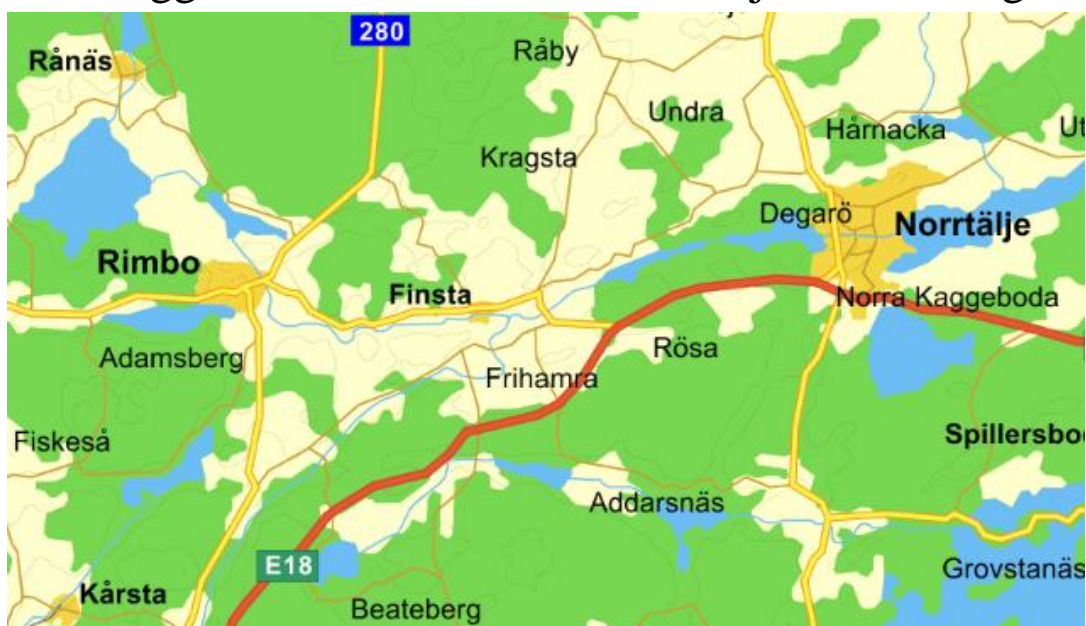 280
Rånäs
Råby
Undra
Hårnacka
Kragsta
Degarö
Norrtälje
Rimbo
Finsta
Norra Kaggeboda
Adamsberg
Rösa
Frihamra
Fiskeså
Addarsnäs
E18
Grovstanäs
Kårsta
Beateberg